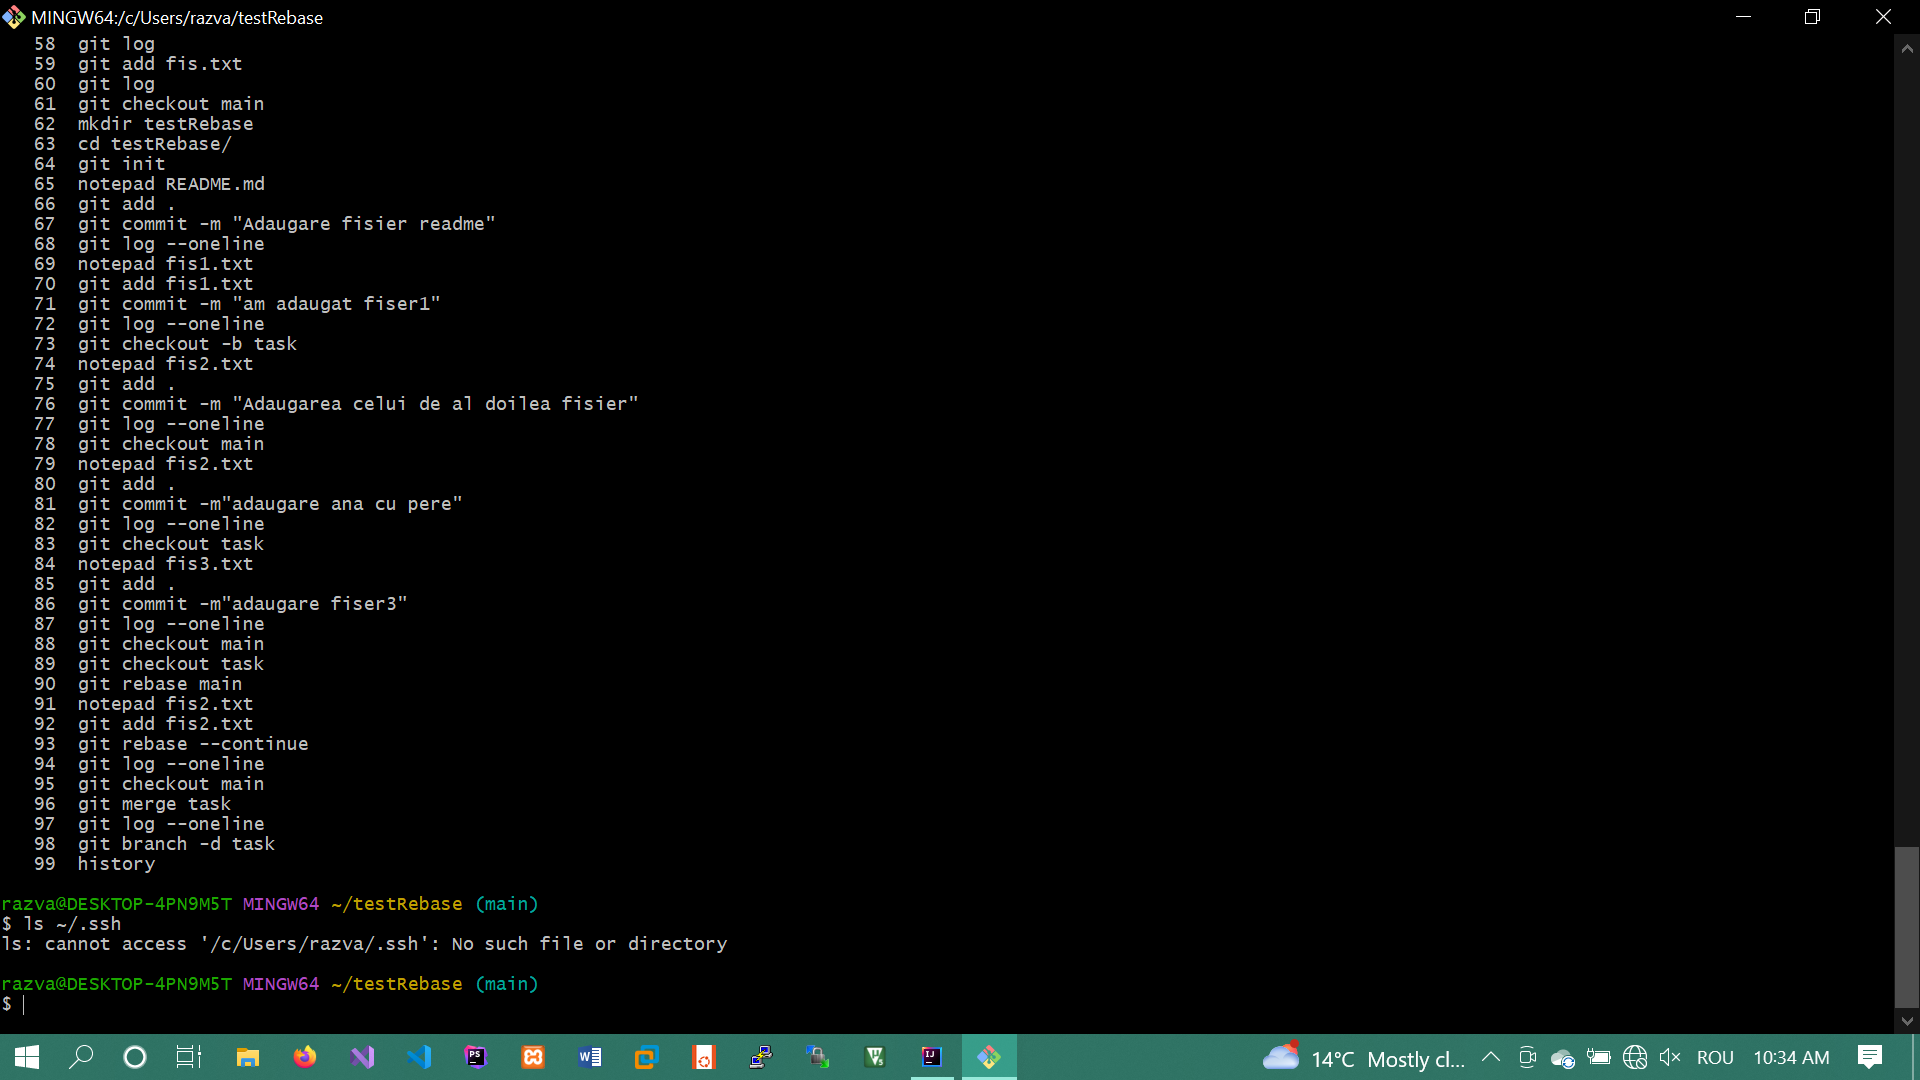 MINGW64:/c/Users/razva/testRebase
58 git log
59 git add fis.txt
60 git log
61 git checkout main
62 mkdir testRebase
63 cd testRebase/
64 git init
65 notepad README.md
66 git add .
67 git commit -m "Adaugare fisier readme"
68 git log --oneline
69 notepad fis1.txt
70 git add fis1.txt
71 git commit -m "am adaugat fiser1"
72 git log --oneline
73 git checkout -b task
74 notepad fis2.txt
75 git add .
76 git commit -m "Adaugarea celui de al doilea fisier"
77 git log --oneline
78 git checkout main
79 notepad fis2.txt
80 git add .
81 git commit -m"adaugare ana cu pere"
82 git log --oneline
83 git checkout task
84 notepad fis3.txt
85 git add .
86 git commit -m"adaugare fiser3"
87 git log --oneline
88 git checkout main
89 git checkout task
90 git rebase main
91 notepad fis2.txt
92 git add fis2.txt
93 git rebase --continue
94 git log --oneline
95 git checkout main
96 git merge task
97 git log --oneline
98 git branch -d task
99 history
razva@DESKTOP-4PN9M5T MINGW64 ~/testRebase (main)
$ ls ~/.ssh
ls: cannot access '/c/Users/razva/.ssh': No such file or directory
razva@DESKTOP-4PN9M5T MINGW64 ~/testRebase (main)
$
14°C Mostly cl... ROU 10:34 AM